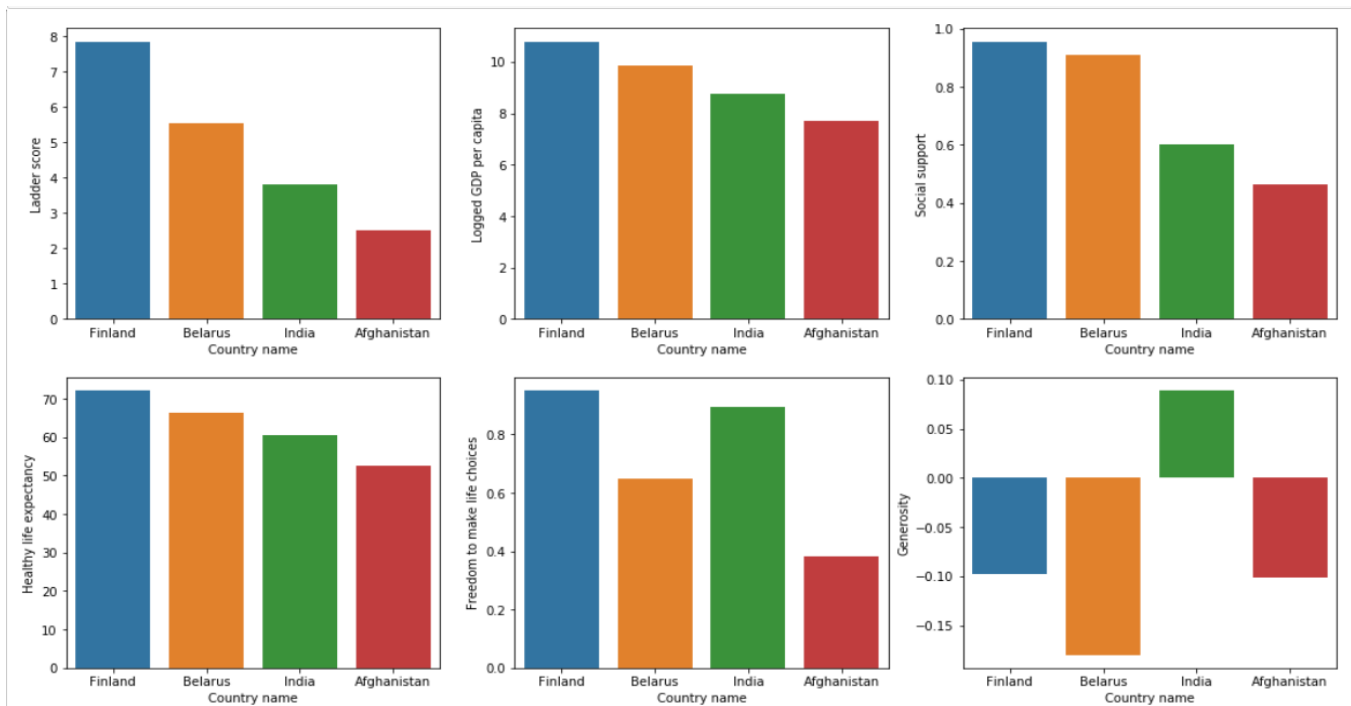 Ladder score
8
7
6
5
4
3
2
1
0
Finland Belarus India Afghanistan
Country name
Logged GDP per capita
10
8
6
4
2
0
Finland Belarus India Afghanistan
Country name
Social support
1.0
0.8
0.6
0.4
0.2
0.0
Finland Belarus India Afghanistan
Country name
Healthy life expectancy
70
60
50
40
30
20
10
0
Finland Belarus India Afghanistan
Country name
Freedom to make life choices
0.8
0.6
0.4
0.2
0.0
Finland Belarus India Afghanistan
Country name
Generosity
0.10
0.05
0.00
−0.05
−0.10
−0.15
Finland Belarus India Afghanistan
Country name